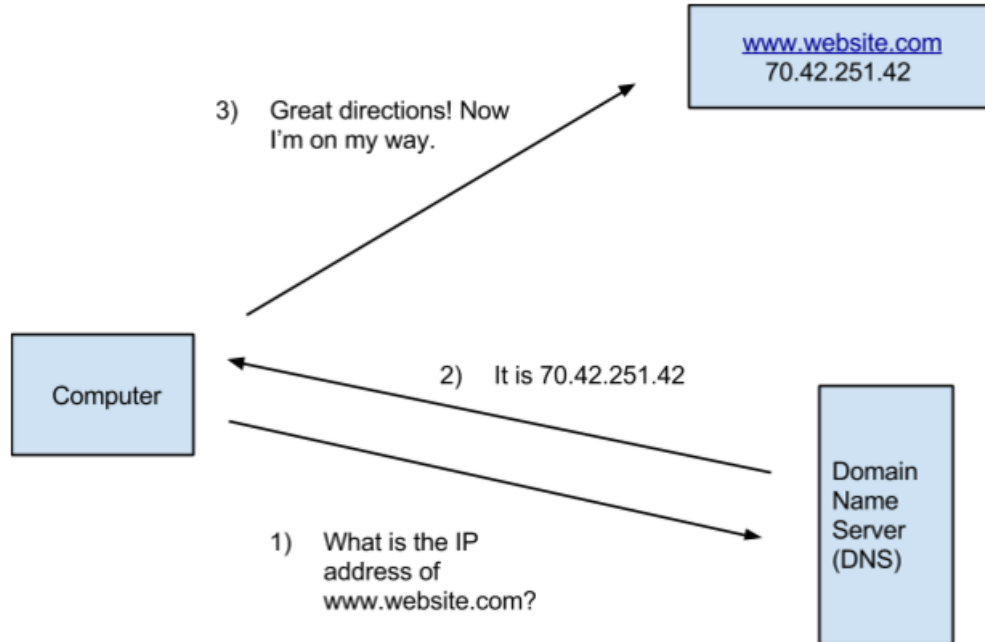 www.website.com
70.42.251.42
3) Great directions! Now
I'm on my way.
Computer
2) It is 70.42.251.42
Domain
Name
Server
(DNS)
1) What is the IP
address of
www.website.com?